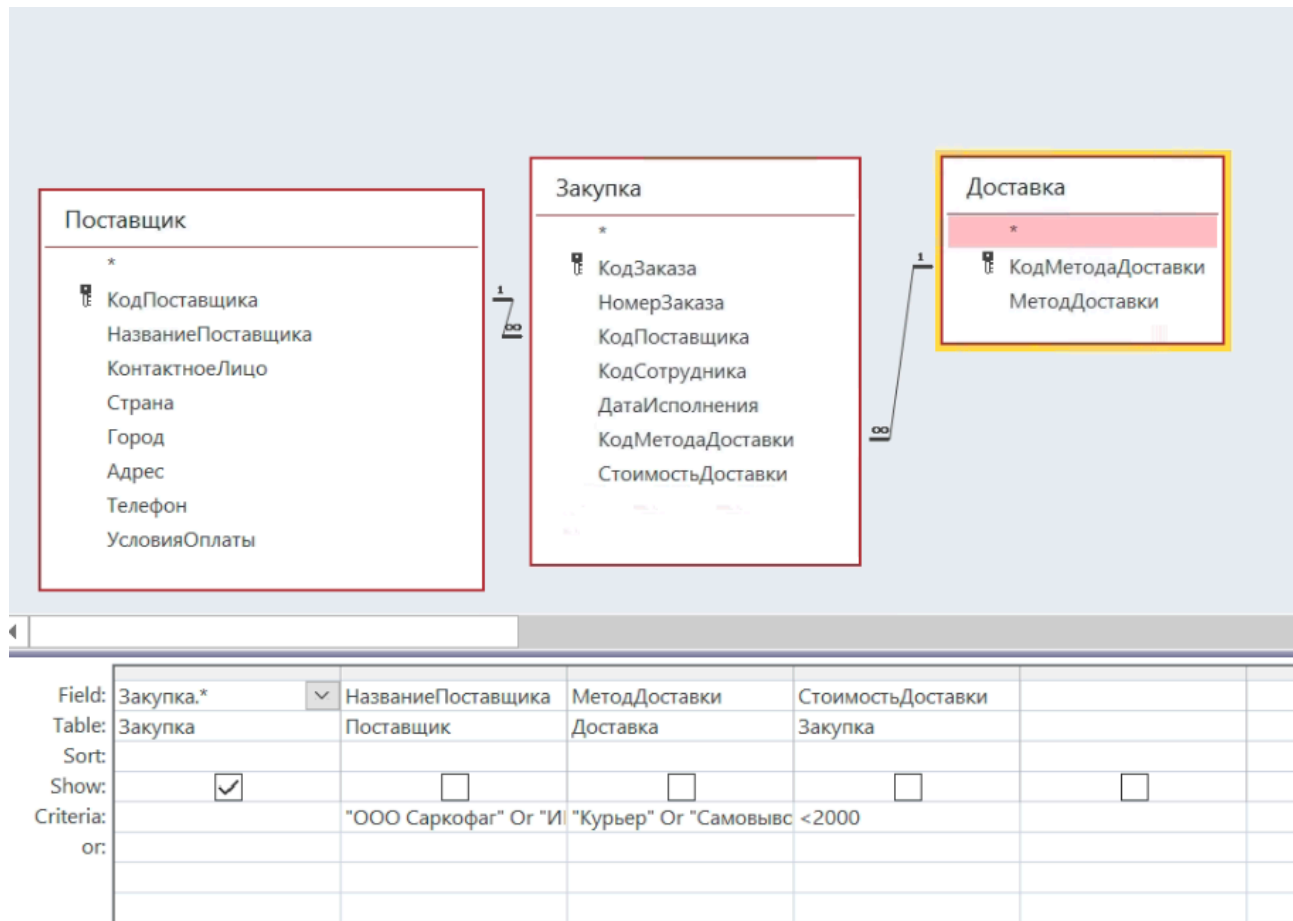 Поставщик
*
КодПоставщика
НазваниеПоставщика
КонтактноеЛицо
Страна
Город
Адрес
Телефон
УсловияОплаты
1
∞
Закупка
*
КодЗаказа
НомерЗаказа
КодПоставщика
КодСотрудника
ДатаИсполнения
КодМетодаДоставки
СтоимостьДоставки
1
∞
Доставка
*
КодМетодаДоставки
МетодДоставки
Field: Закупка.* НазваниеПоставщика МетодДоставки СтоимостьДоставки
Table: Закупка Поставщик Доставка Закупка
Sort:
Show:
Criteria: "ООО Саркофаг" Or "Курьер" Or <2000
or: